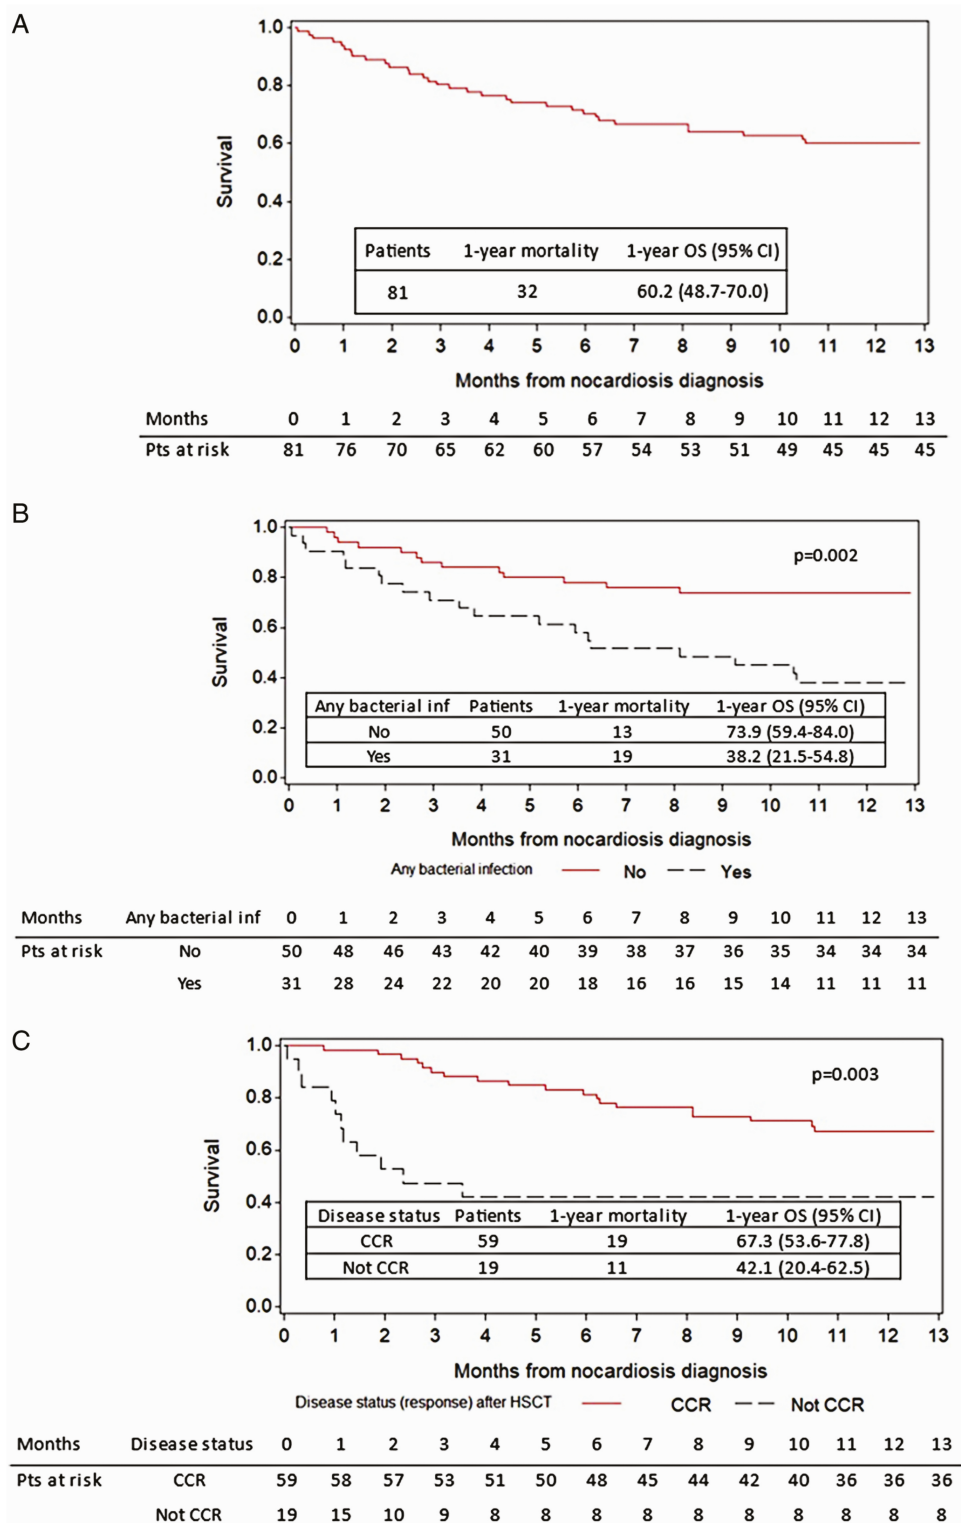 A
1.0
0.8
0.6
0.4
0.2
0.0
Survival
Patients 1-year mortality 1-year OS (95% CI)
81 32 60.2 (48.7-70.0)
0 1 2 3 4 5 6 7 8 9 10 11 12 13
Months from nocardiosis diagnosis
Months 0 1 2 3 4 5 6 7 8 9 10 11 12 13
Pts at risk 81 76 70 65 62 60 57 54 53 51 49 45 45 45
B
1.0
0.8
0.6
0.4
0.2
0.0
Survival
p=0.002
Any bacterial inf Patients 1-year mortality 1-year OS (95% CI)
No 50 13 73.9 (59.4-84.0)
Yes 31 19 38.2 (21.5-54.8)
0 1 2 3 4 5 6 7 8 9 10 11 12 13
Months from nocardiosis diagnosis
Any bacterial infection No Yes
Months Any bacterial inf 0 1 2 3 4 5 6 7 8 9 10 11 12 13
Pts at risk No 50 48 46 43 42 40 39 38 37 36 35 34 34 34
Yes 31 28 24 22 20 20 18 16 16 15 14 11 11 11
C
1.0
0.8
0.6
0.4
0.2
0.0
Survival
p=0.003
Disease status Patients 1-year mortality 1-year OS (95% CI)
CCR 59 19 67.3 (53.6-77.8)
Not CCR 19 11 42.1 (20.4-62.5)
0 1 2 3 4 5 6 7 8 9 10 11 12 13
Months from nocardiosis diagnosis
Disease status (response) after HSCT CCR Not CCR
Months Disease status 0 1 2 3 4 5 6 7 8 9 10 11 12 13
Pts at risk CCR 59 58 57 53 51 50 48 45 44 42 40 36 36 36
Not CCR 19 15 10 9 8 8 8 8 8 8 8 8 8 8